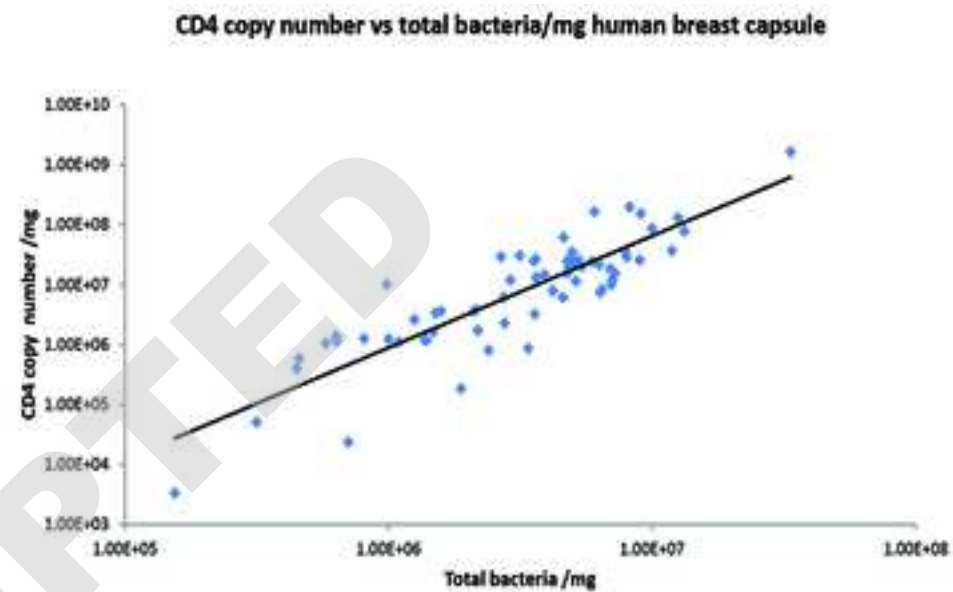 CD4 copy number vs total bacteria/mg human breast capsule
1.00E+10
1.00E+09
1.00E+08
1.00E+07
1.00E+06
1.00E+05
1.00E+04
1.00E+03
CD4 copy number /mg
1.00E+05 1.00E+06 1.00E+07 1.00E+08
Total bacteria /mg
PTED